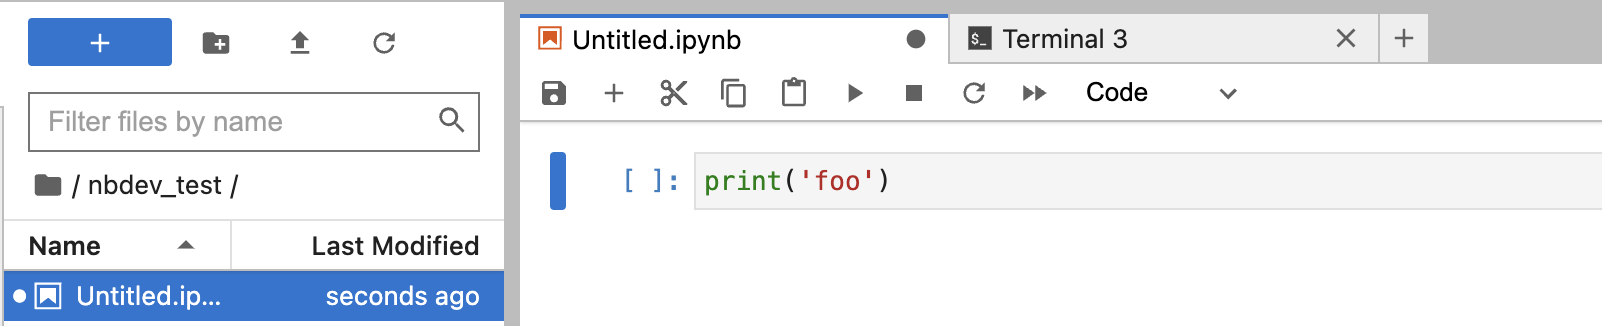 Filter files by name
/ nbdev_test /
Name Last Modified
Untitled.ip... seconds ago
Untitled.ipynb Terminal 3
Code
[ ]: print('foo')